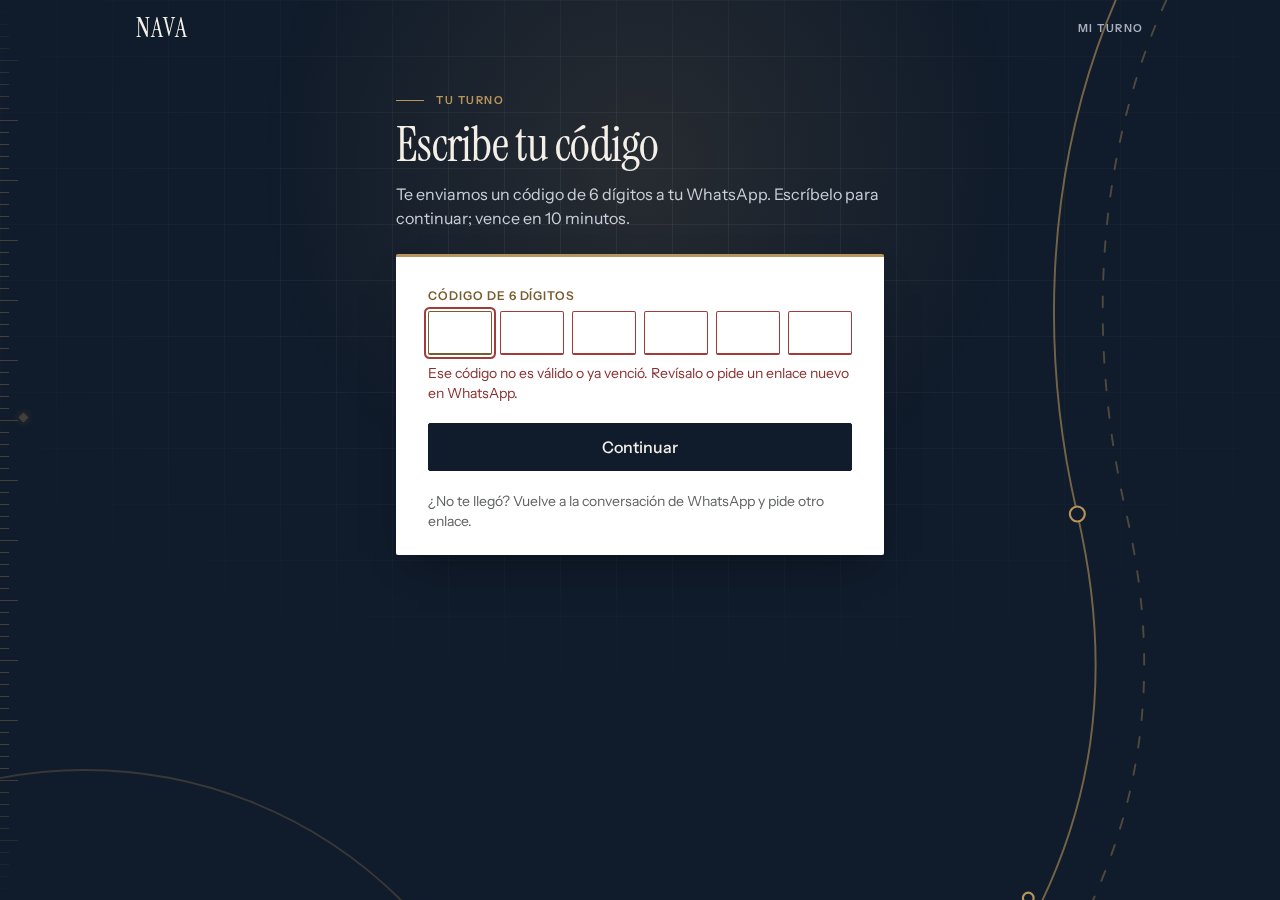 NAVA
MI TURNO
TU TURNO
Escribe tu código
Te enviamos un código de 6 dígitos a tu WhatsApp. Escríbelo para
continuar; vence en 10 minutos.
CÓDIGO DE 6 DÍGITOS
Ese código no es válido o ya venció. Revísalo o pide un enlace nuevo
en WhatsApp.
Continuar
¿No te llegó? Vuelve a la conversación de WhatsApp y pide otro
enlace.